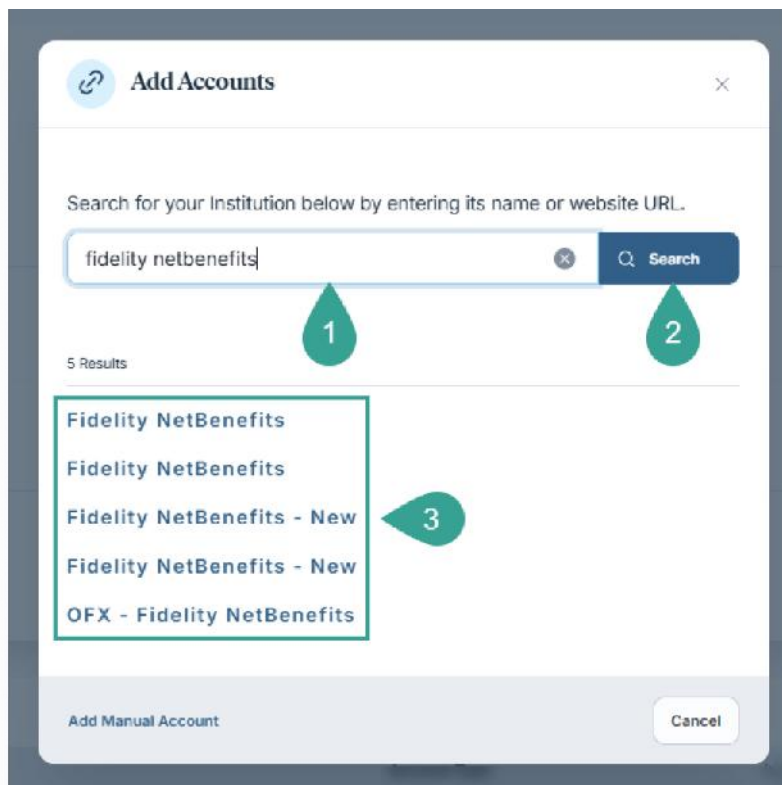 Add Accounts
Search for your Institution below by entering its name or website URL.
fidelity netbenefits
Search
1
2
5 Results
Fidelity NetBenefits
Fidelity NetBenefits
Fidelity NetBenefits - New
3
Fidelity NetBenefits - New
OFX - Fidelity NetBenefits
Add Manual Account
Cancel